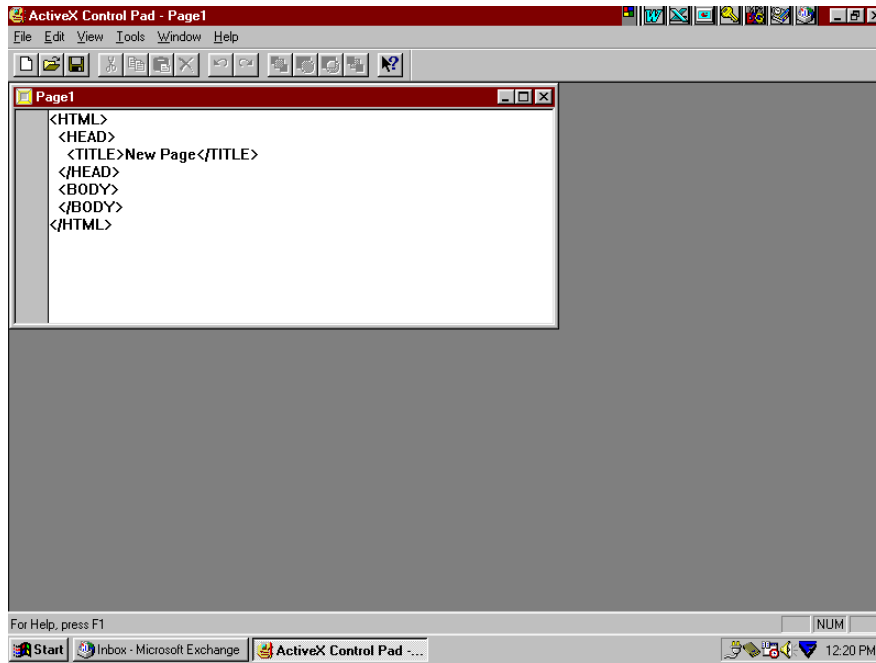 ActiveX Control Pad - Page1
File Edit View Tools Window Help
Page1
<HTML>
<HEAD>
<TITLE>New Page</TITLE>
</HEAD>
<BODY>
</BODY>
</HTML>
For Help, press F1
NUM
Start
Inbox - Microsoft Exchange
ActiveX Control Pad -...
12:20 PM